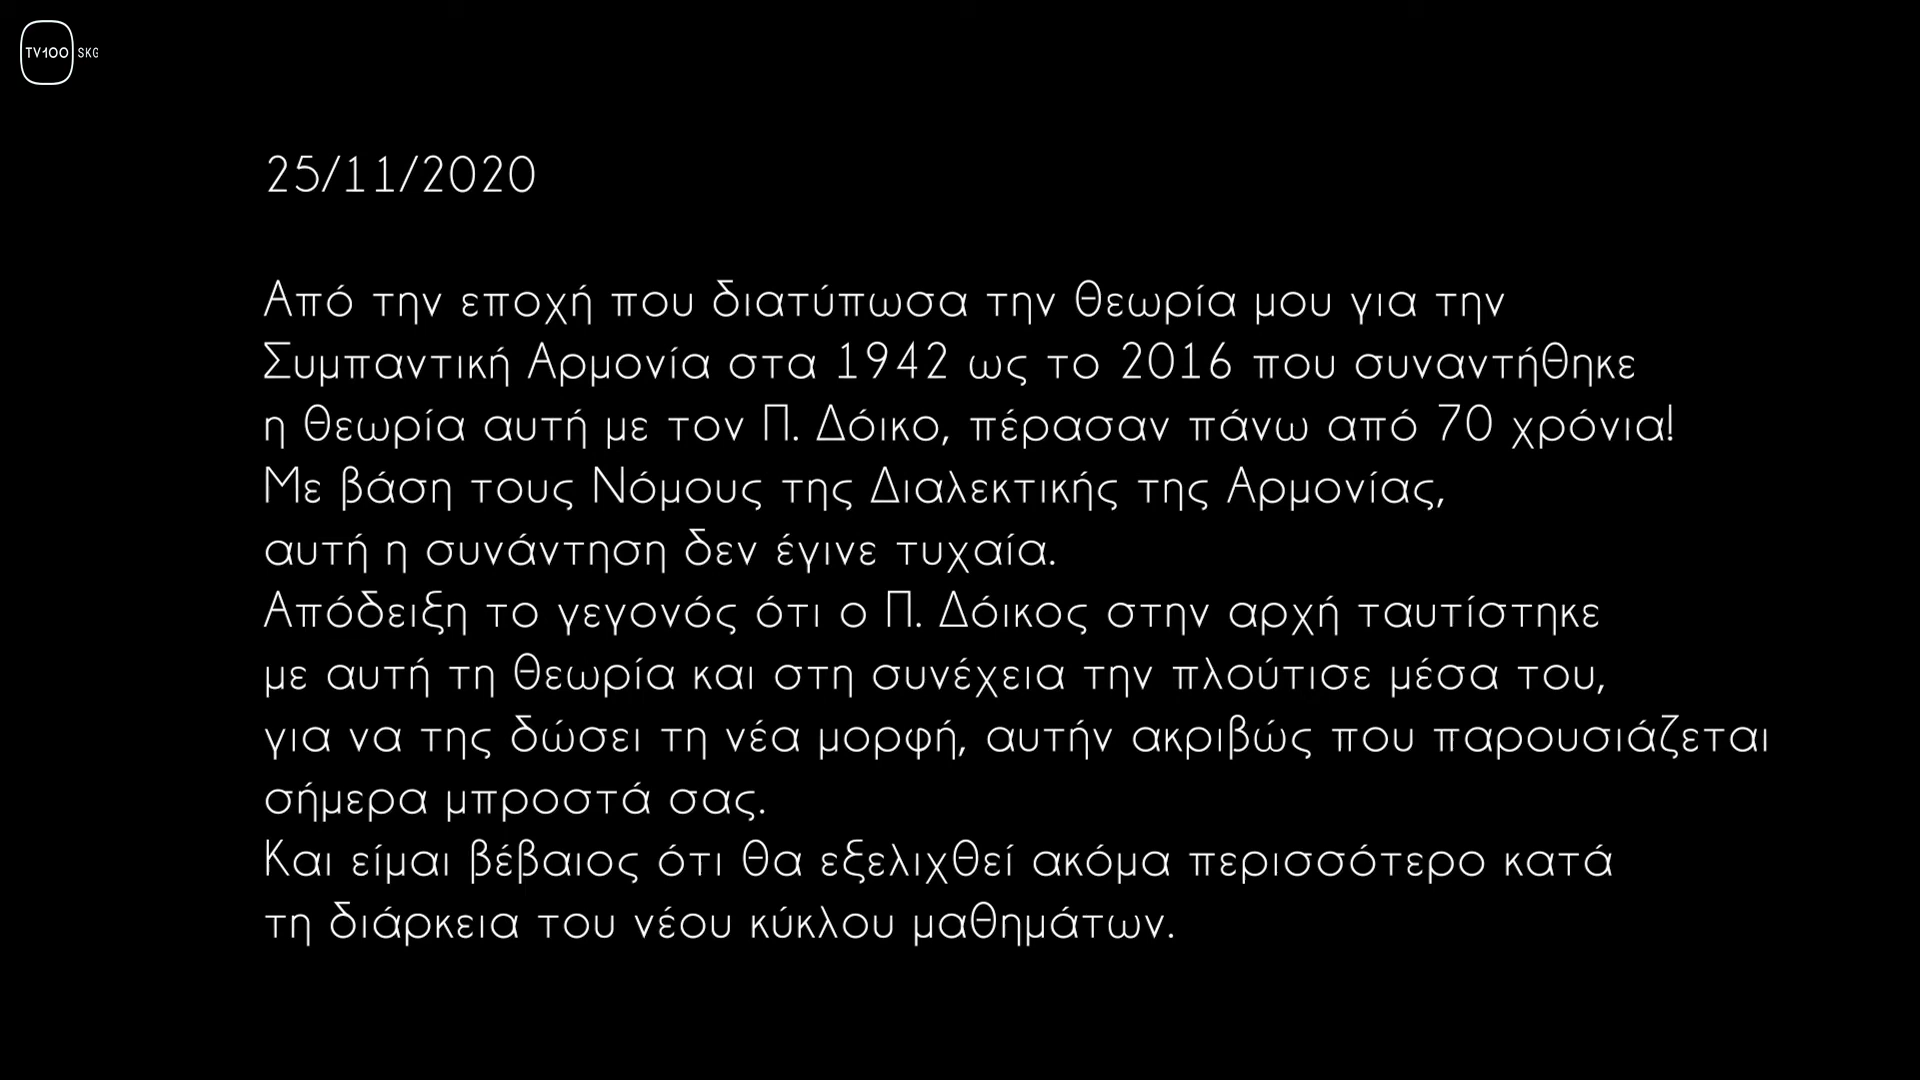 TV100 SKG
25/11/2020
Από την εποχή που διατύπωσα την θεωρία μου για την
Συμπαντική Αρμονία στα 1942 ως το 2016 που συναντήθηκε
η θεωρία αυτή με τον Π. Δόικο, πέρασαν πάνω από 70 χρόνια!
Με βάση τους Νόμους της Διαλεκτικής της Αρμονίας,
αυτή η συνάντηση δεν έγινε τυχαία.
Απόδειξη το γεγονός ότι ο Π. Δόικος στην αρχή ταυτίστηκε
με αυτή τη θεωρία και στη συνέχεια την πλούτισε μέσα του,
για να της δώσει τη νέα μορφή, αυτήν ακριβώς που παρουσιάζεται
σήμερα μπροστά σας.
Και είμαι βέβαιος ότι θα εξελιχθεί ακόμα περισσότερο κατά
τη διάρκεια του νέου κύκλου μαθημάτων.